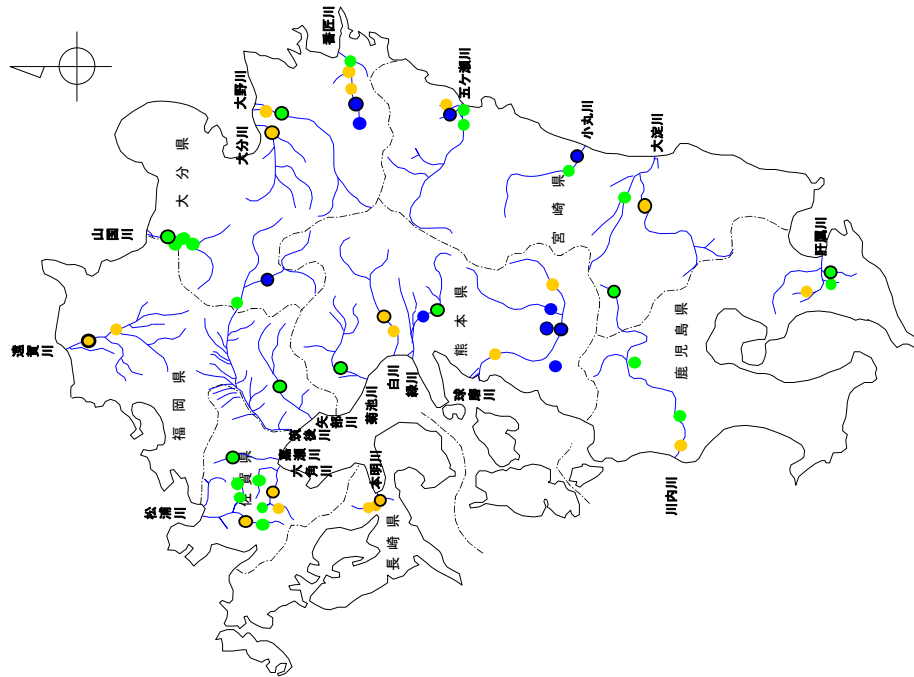 番匠川
大野川
大分川
五ケ瀬川
小丸川
大淀川
大分県
宮崎県
山国川
肝属川
遠賀川
福岡県
熊本県
鹿児島県
白川
緑川
菊池川
矢部川
筑後川
球磨川
嘉瀬川
六角川
本明川
佐賀県
松浦川
長崎県
川内川